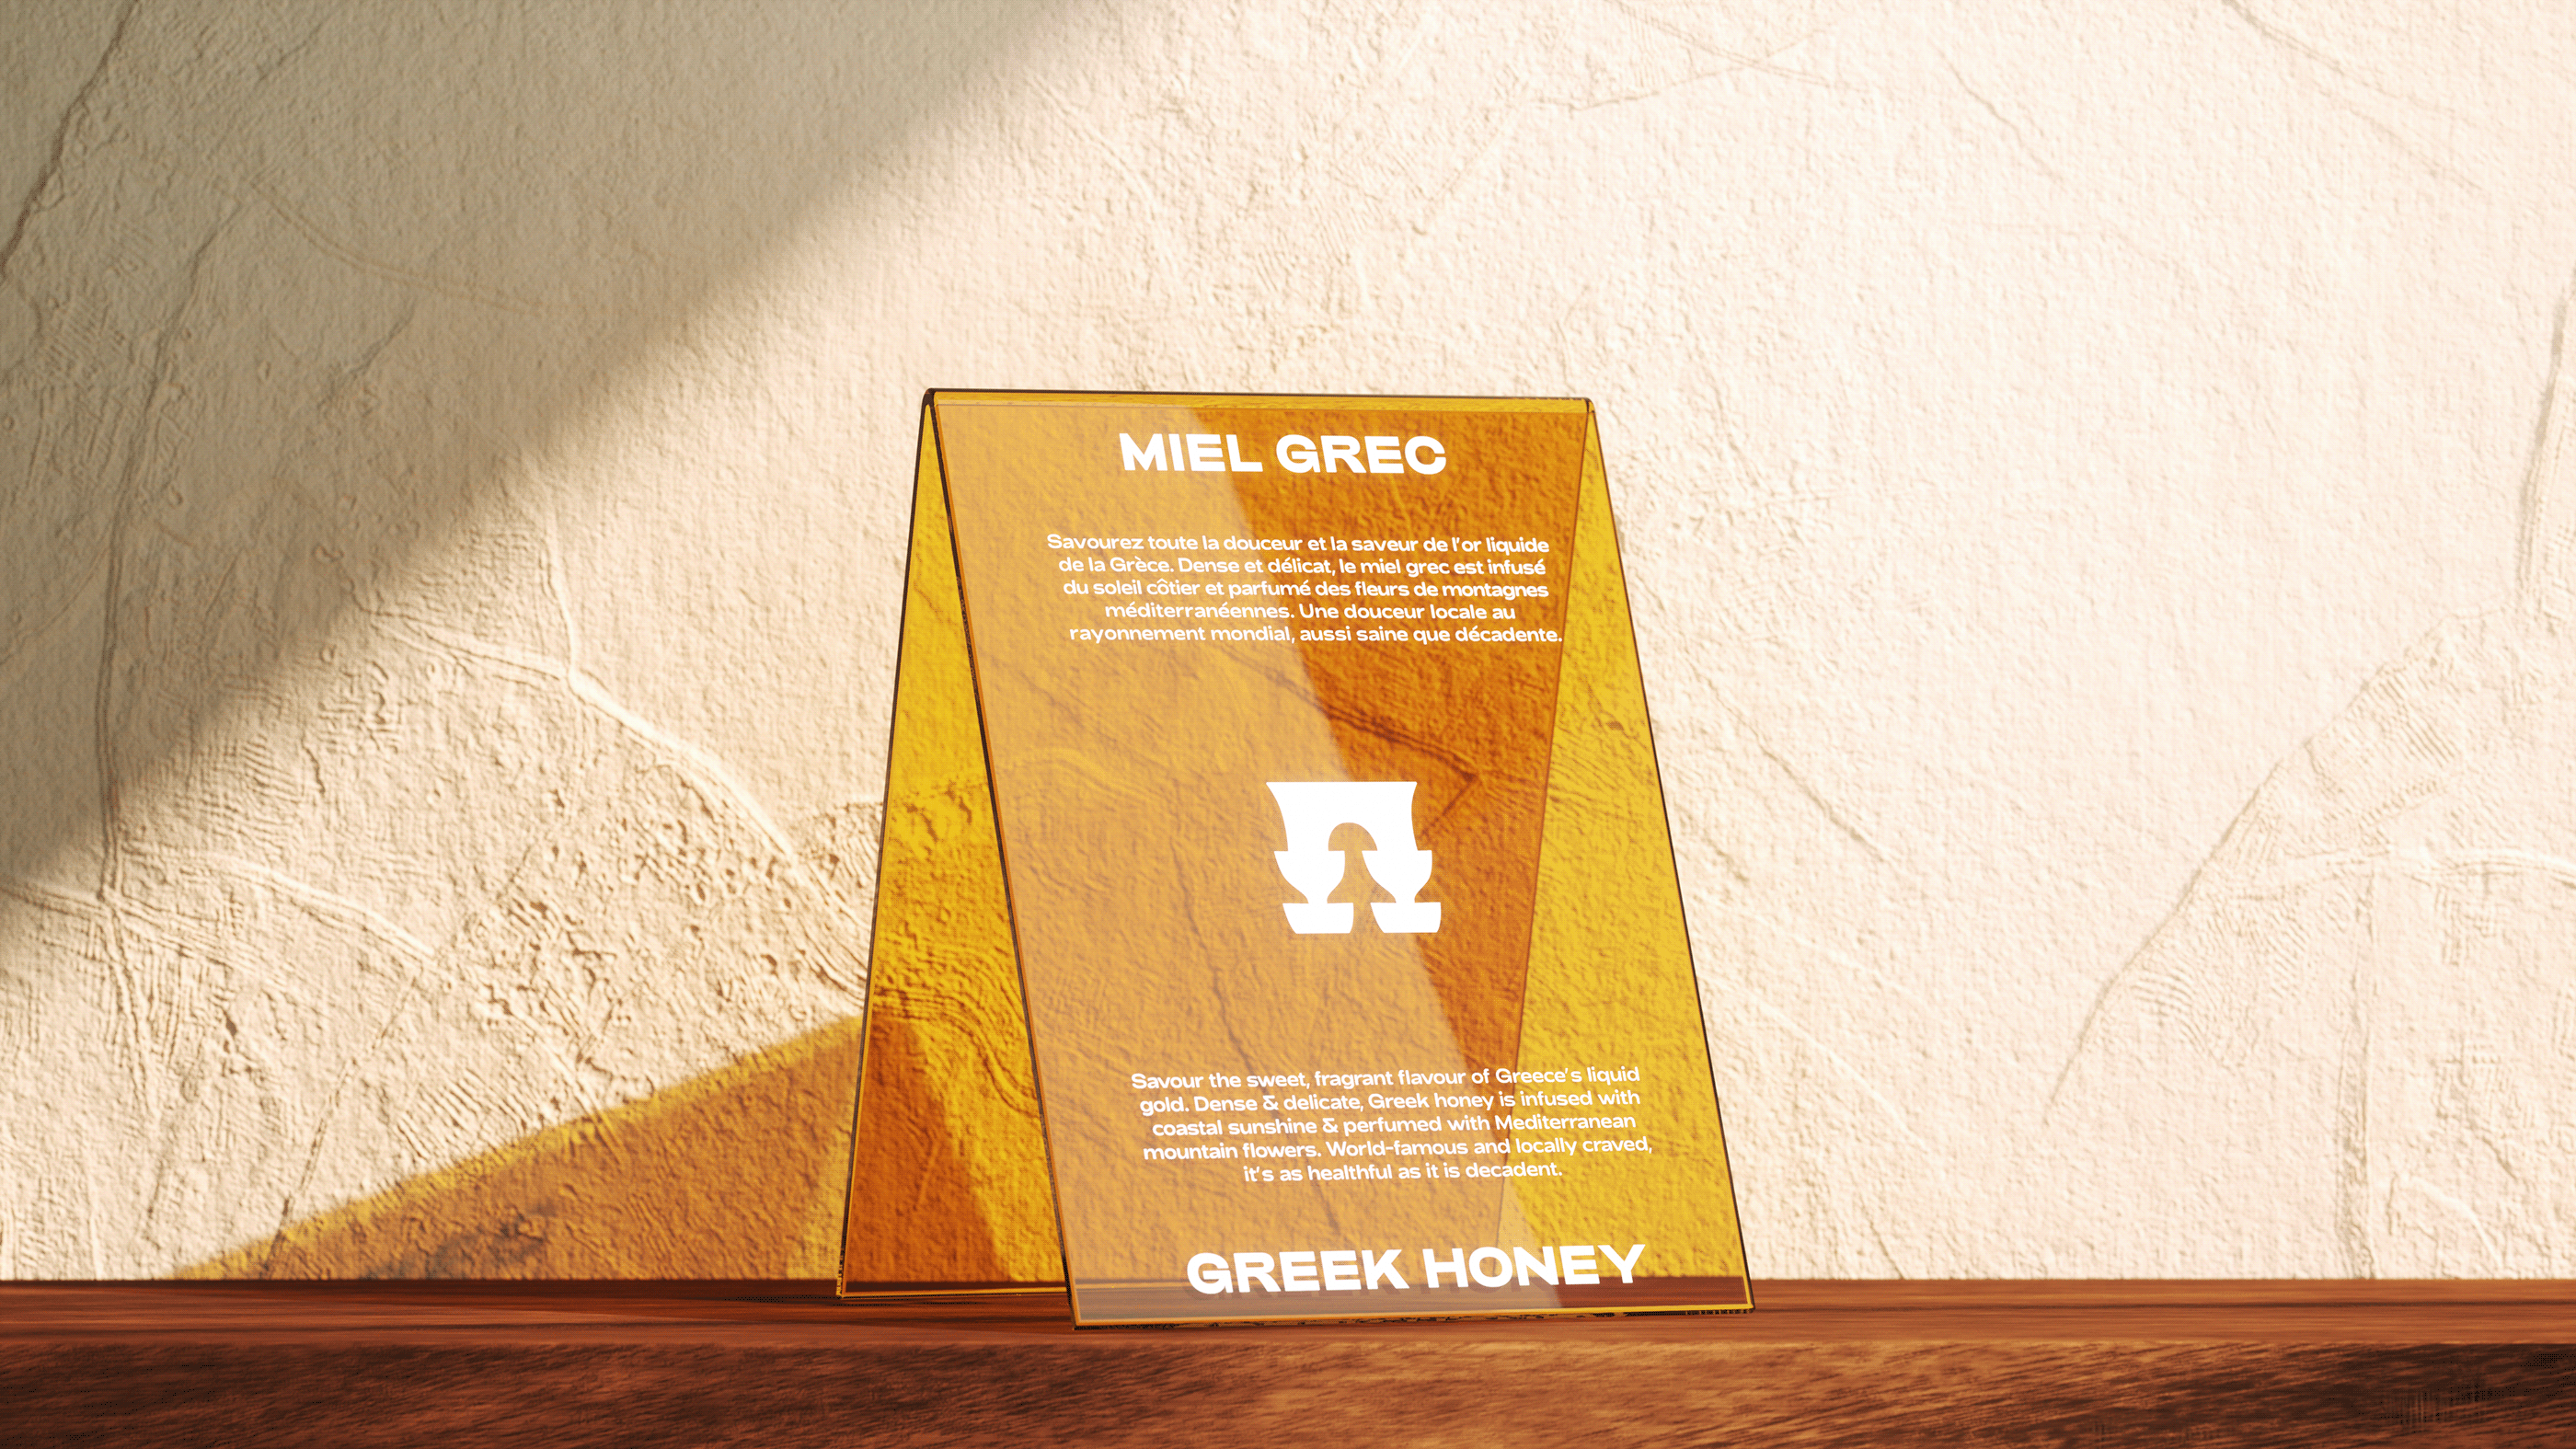 MIEL GREC
Savourez toute la douceur et la saveur de l'or liquide
de la Grèce. Dense et délicat, le miel grec est infusé
du soleil côtier et parfumé des fleurs de montagnes
méditerranéennes. Une douceur locale au
rayonnement mondial, aussi saine que décadente.
Savour the sweet, fragrant flavour of Greece's liquid
gold. Dense & delicate, Greek honey is infused with
coastal sunshine & perfumed with Mediterranean
mountain flowers. World-famous and locally craved,
it's as healthful as it is decadent.
GREEK HONEY